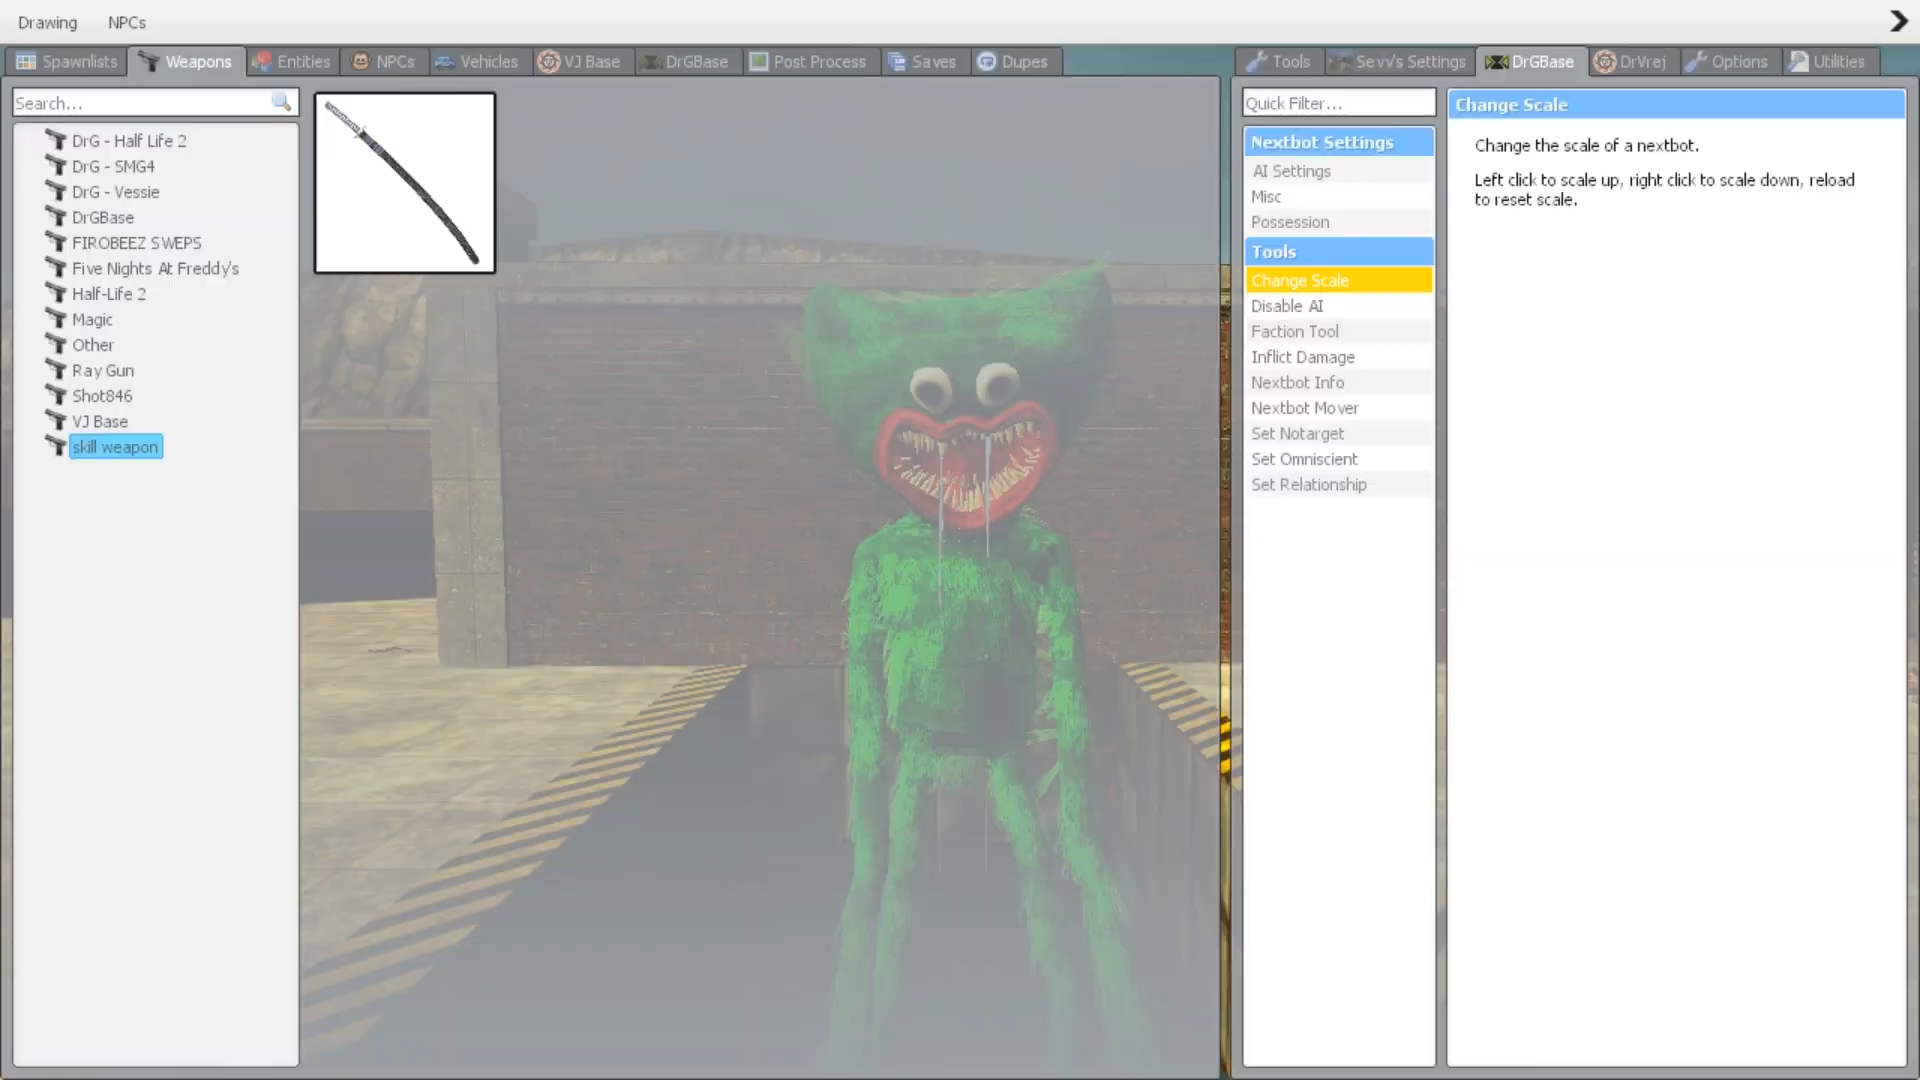 Drawing NPCs
Spawnlists Weapons Entities NPCs Vehicles VJ Base DrGBase Post Process Saves Dupes
Search...
DrG - Half Life 2
DrG - SMG4
DrG - Vessie
DrGBase
FIROBEEZ SWEPS
Five Nights At Freddy's
Half-Life 2
Magic
Other
Ray Gun
Shot846
VJ Base
skill weapon
Tools Sevv's Settings DrGBase DrVrej Options Utilities
Quick Filter...
Nextbot Settings
AI Settings
Misc
Possession
Tools
Change Scale
Disable AI
Faction Tool
Inflict Damage
Nextbot Info
Nextbot Mover
Set Notarget
Set Omniscient
Set Relationship
Change Scale
Change the scale of a nextbot.
Left click to scale up, right click to scale down, reload
to reset scale.